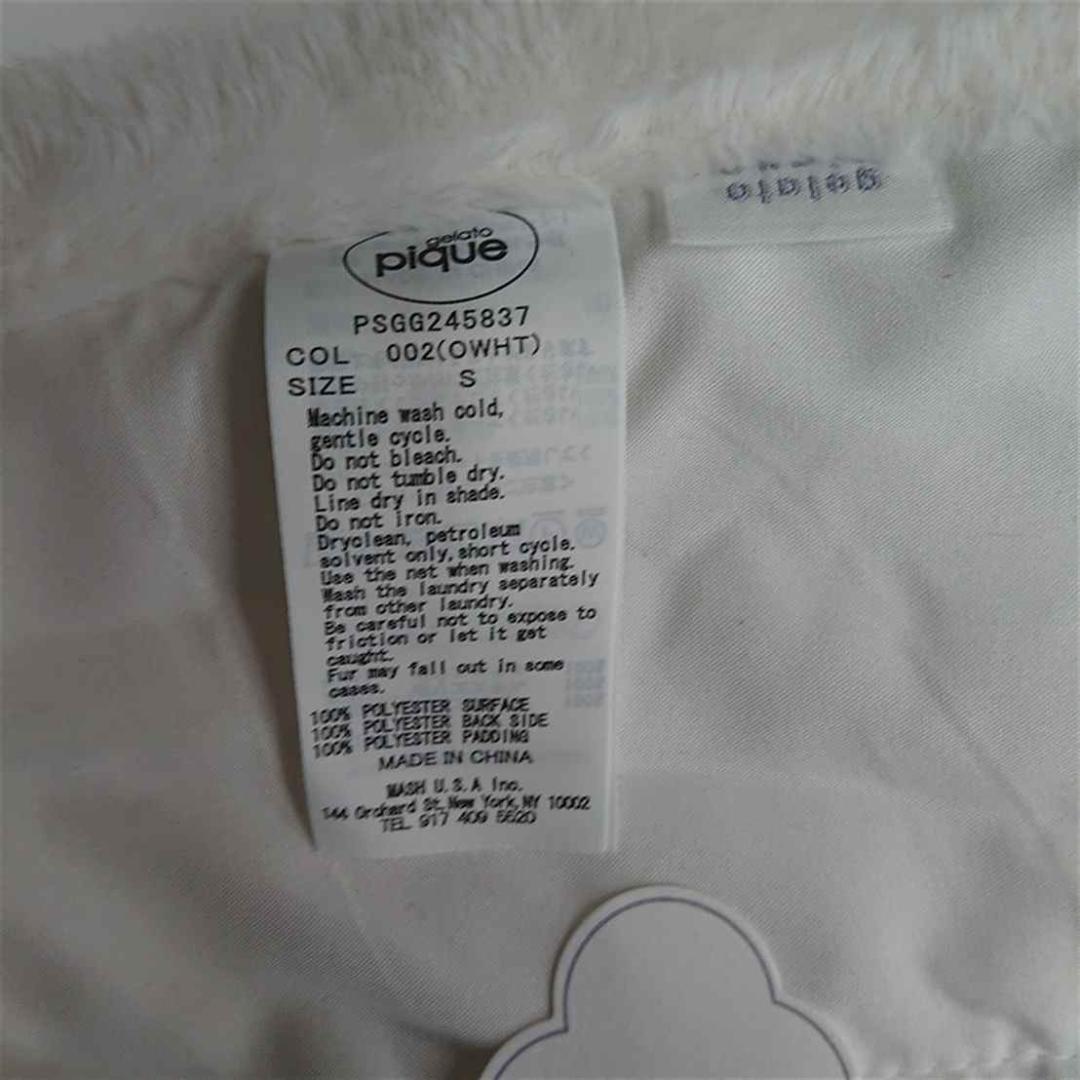 gelato
pique
PSGG245837
COL 002(OWHT)
SIZE S
Machine wash cold,
gentle cycle.
Do not bleach.
Do not tumble dry.
Line dry in shade.
Do not iron.
Dryclean, petroleum
solvent only,short cycle.
Use the net when washing.
Wash the laundry separately
from other laundry.
Be careful not to expose to
friction or let it get
caught.
Fur may fall out in some
cases.
100% POLYESTER SURFACE
100% POLYESTER BACK SIDE
100% POLYESTER PADDING
MADE IN CHINA
MASH U.S.A Inc.
144 Orchard St,New York,NY 10002
TEL 917 409 5620